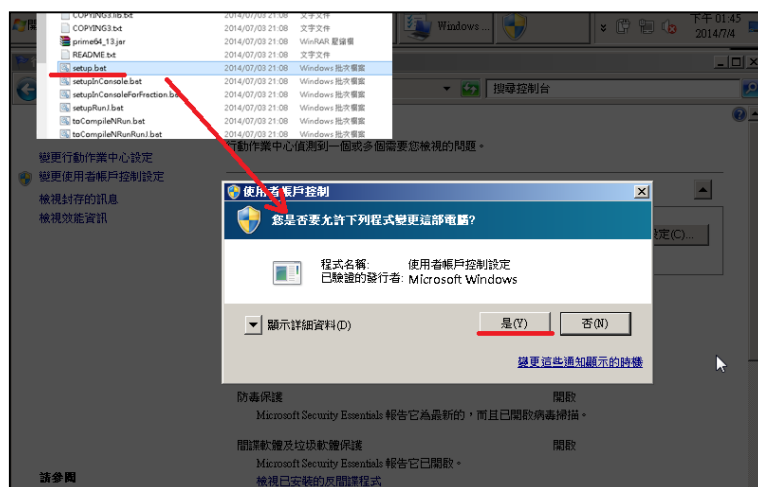 COPYING3.lib.txt 2014/07/03 21:08 文字文件
COPYING3.txt 2014/07/03 21:08 文字文件
prime64_13.jar 2014/07/03 21:08 WinRAR 壓縮檔
README.txt 2014/07/03 21:08 文字文件
setup.bat 2014/07/03 21:08 Windows 批次檔案
setupInConsole.bat 2014/07/03 21:08 Windows 批次檔案
setupInConsoleForFraction.ba 2014/07/03 21:08 Windows 批次檔案
setupRunJ.bat 2014/07/03 21:08 Windows 批次檔案
toCompileNRun.bat 2014/07/03 21:08 Windows 批次檔案
toCompileNRunRunJ.bat 2014/07/03 21:08 Windows 批次檔案
Windows ...
下午 01:45
2014/7/4
搜尋控制台
行動作業中心偵測到一個或多個需要您檢視的問題。
變更行動作業中心設定
變更使用者帳戶控制設定
檢視封存的訊息
檢視效能資訊
定(C)...
使用者帳戶控制
您是否要允許下列程式變更這部電腦?
程式名稱: 使用者帳戶控制設定
已驗證的發行者: Microsoft Windows
顯示詳細資料(D)
是(Y)
否(N)
變更這些通知顯示的時機
防毒保護 開啟
Microsoft Security Essentials 報告它為最新的,而且已開啟病毒掃描。
間諜軟體及垃圾軟體保護 開啟
Microsoft Security Essentials 報告它已開啟。
檢視已安裝的反間諜程式
請參閱